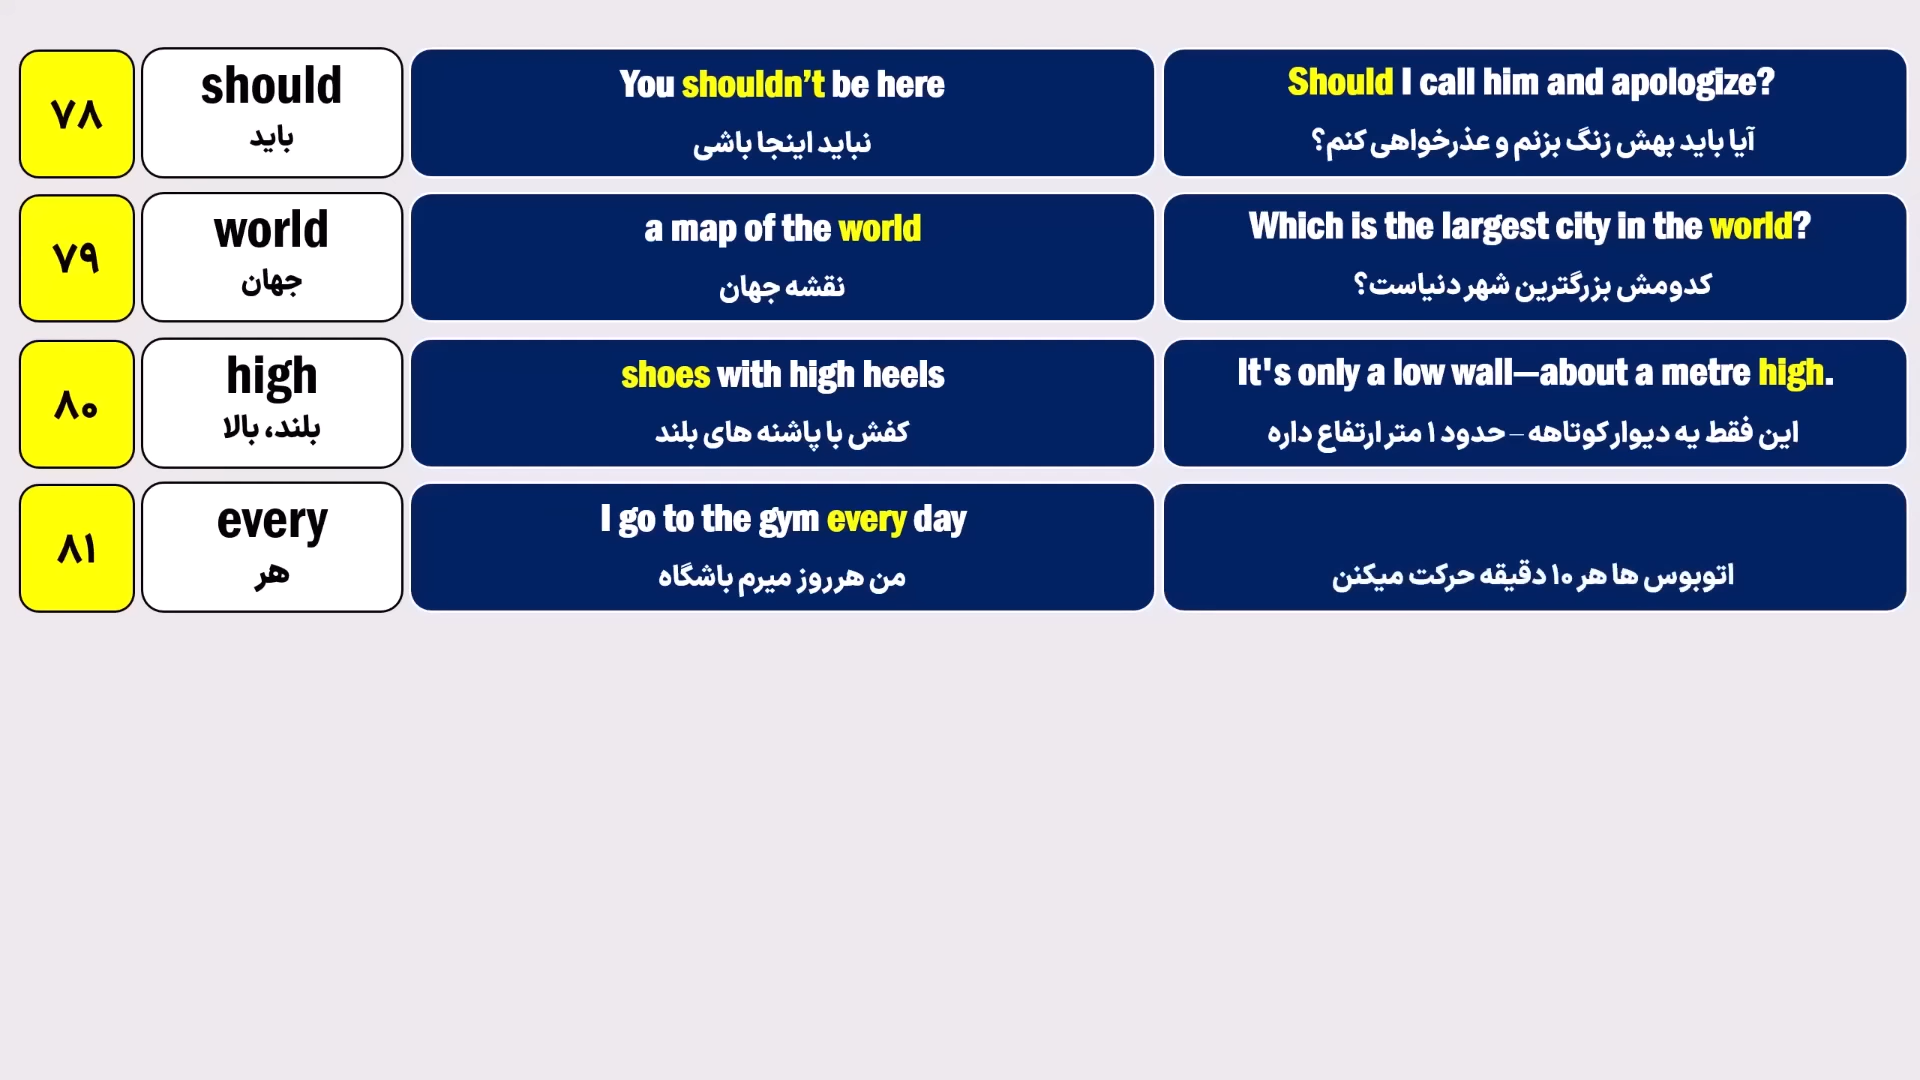 ۷۸
should
باید
You shouldn’t be here
نباید اینجا باشی
Should I call him and apologize?
آیا باید بهش زنگ بزنم و عذرخواهی کنم؟
۷۹
world
جهان
a map of the world
نقشه جهان
Which is the largest city in the world?
کدومش بزرگترین شهر دنیاست؟
۸۰
high
بلند، بالا
shoes with high heels
کفش با پاشنه های بلند
It's only a low wall—about a metre high.
این فقط یه دیوار کوتاهه – حدود ۱ متر ارتفاع داره
۸۱
every
هر
I go to the gym every day
من هرروز میرم باشگاه
اتوبوس ها هر ۱۰ دقیقه حرکت میکنن